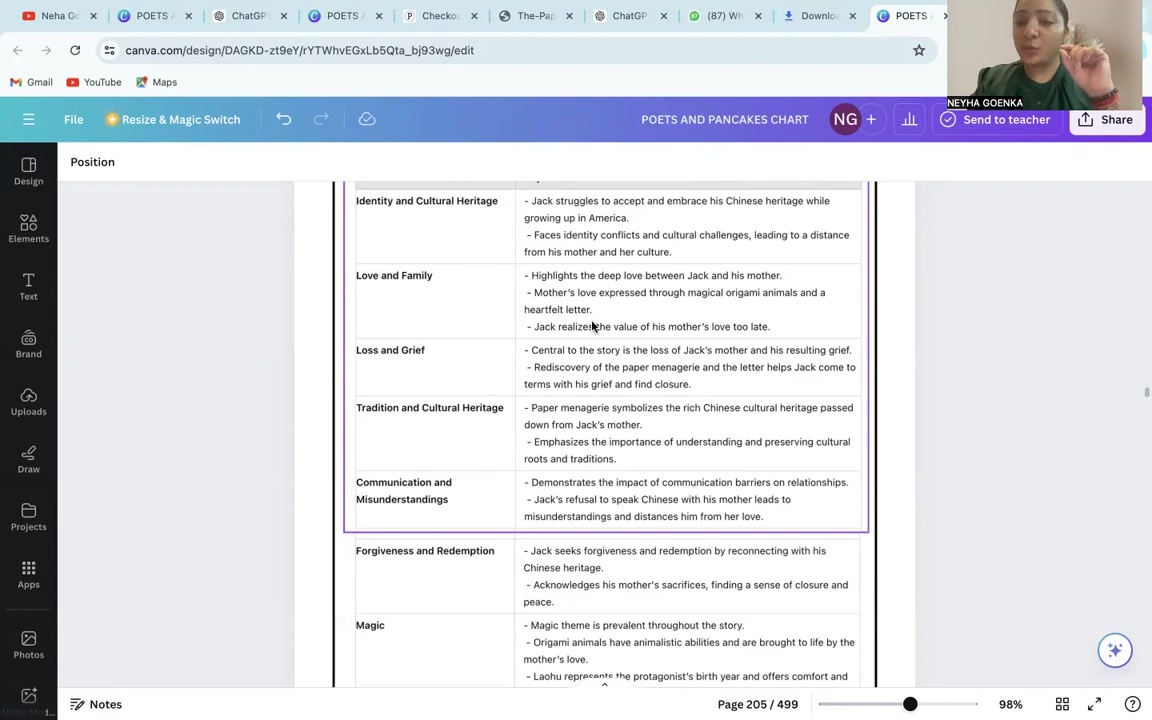 Neha Go
POETS A
ChatGP
POETS A
Checkou
The-Pap
ChatGP
(87) Wh
Downloa
POETS A
canva.com/design/DAGKD-zt9eY/rYTWhvEGxLb5Qta_bj93wg/edit
Gmail
YouTube
Maps
NEYHA GOENKA
File
Resize & Magic Switch
POETS AND PANCAKES CHART
NG
Send to teacher
Share
Design
Elements
Text
Brand
Uploads
Draw
Projects
Apps
Photos
Position
Identity and Cultural Heritage
- Jack struggles to accept and embrace his Chinese heritage while
growing up in America.
- Faces identity conflicts and cultural challenges, leading to a distance
from his mother and her culture.
Love and Family
- Highlights the deep love between Jack and his mother.
- Mother's love expressed through magical origami animals and a
heartfelt letter.
- Jack realizes the value of his mother's love too late.
Loss and Grief
- Central to the story is the loss of Jack's mother and his resulting grief.
- Rediscovery of the paper menagerie and the letter helps Jack come to
terms with his grief and find closure.
Tradition and Cultural Heritage
- Paper menagerie symbolizes the rich Chinese cultural heritage passed
down from Jack's mother.
- Emphasizes the importance of understanding and preserving cultural
roots and traditions.
Communication and
Misunderstandings
- Demonstrates the impact of communication barriers on relationships.
- Jack's refusal to speak Chinese with his mother leads to
misunderstandings and distances him from her love.
Forgiveness and Redemption
- Jack seeks forgiveness and redemption by reconnecting with his
Chinese heritage.
- Acknowledges his mother's sacrifices, finding a sense of closure and
peace.
Magic
- Magic theme is prevalent throughout the story.
- Origami animals have animalistic abilities and are brought to life by the
mother's love.
- Laohu represents the protagonist's birth year and offers comfort and
Notes
Page 205 / 499
98%